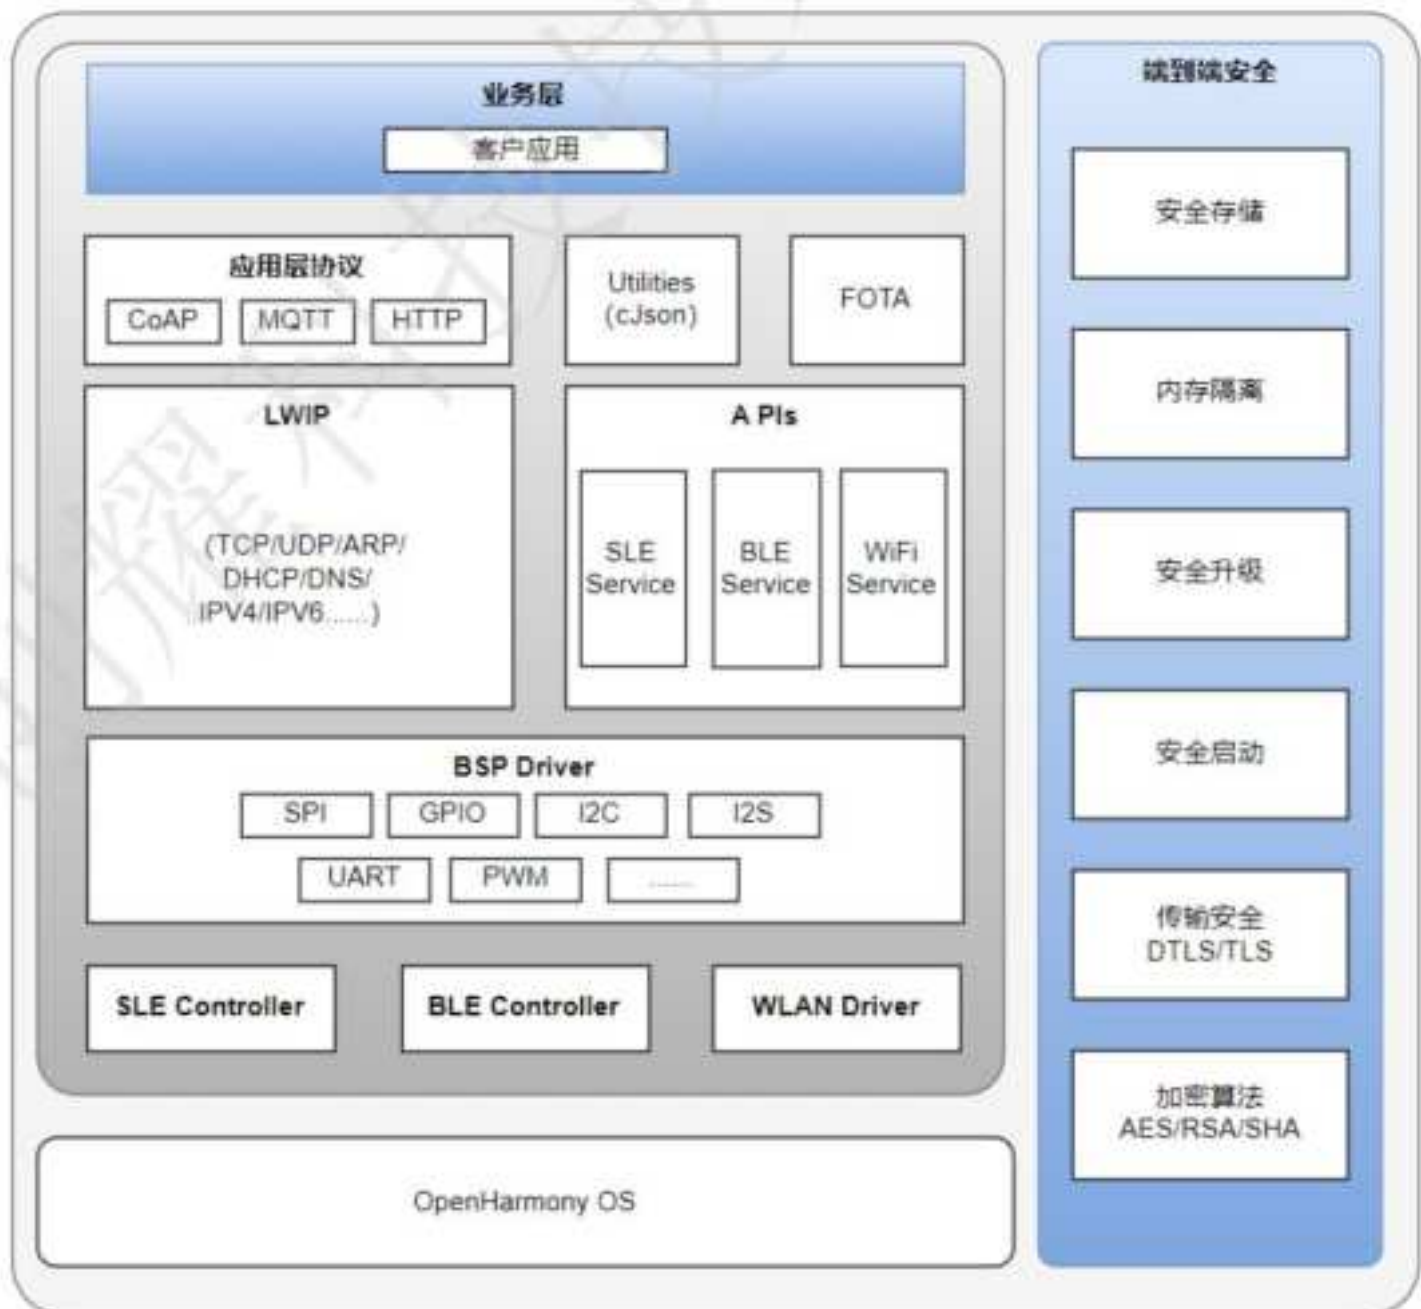 业务层
客户应用
应用层协议
CoAP
MQTT
HTTP
Utilities
(cJson)
FOTA
LWIP
(TCP/UDP/ARP/
DHCP/DNS/
IPV4/IPV6......)
A PIs
SLE
Service
BLE
Service
WiFi
Service
BSP Driver
SPI
GPIO
I2C
I2S
UART
PWM
......
SLE Controller
BLE Controller
WLAN Driver
OpenHarmony OS
端到端安全
安全存储
内存隔离
安全升级
安全启动
传输安全
DTLS/TLS
加密算法
AES/RSA/SHA